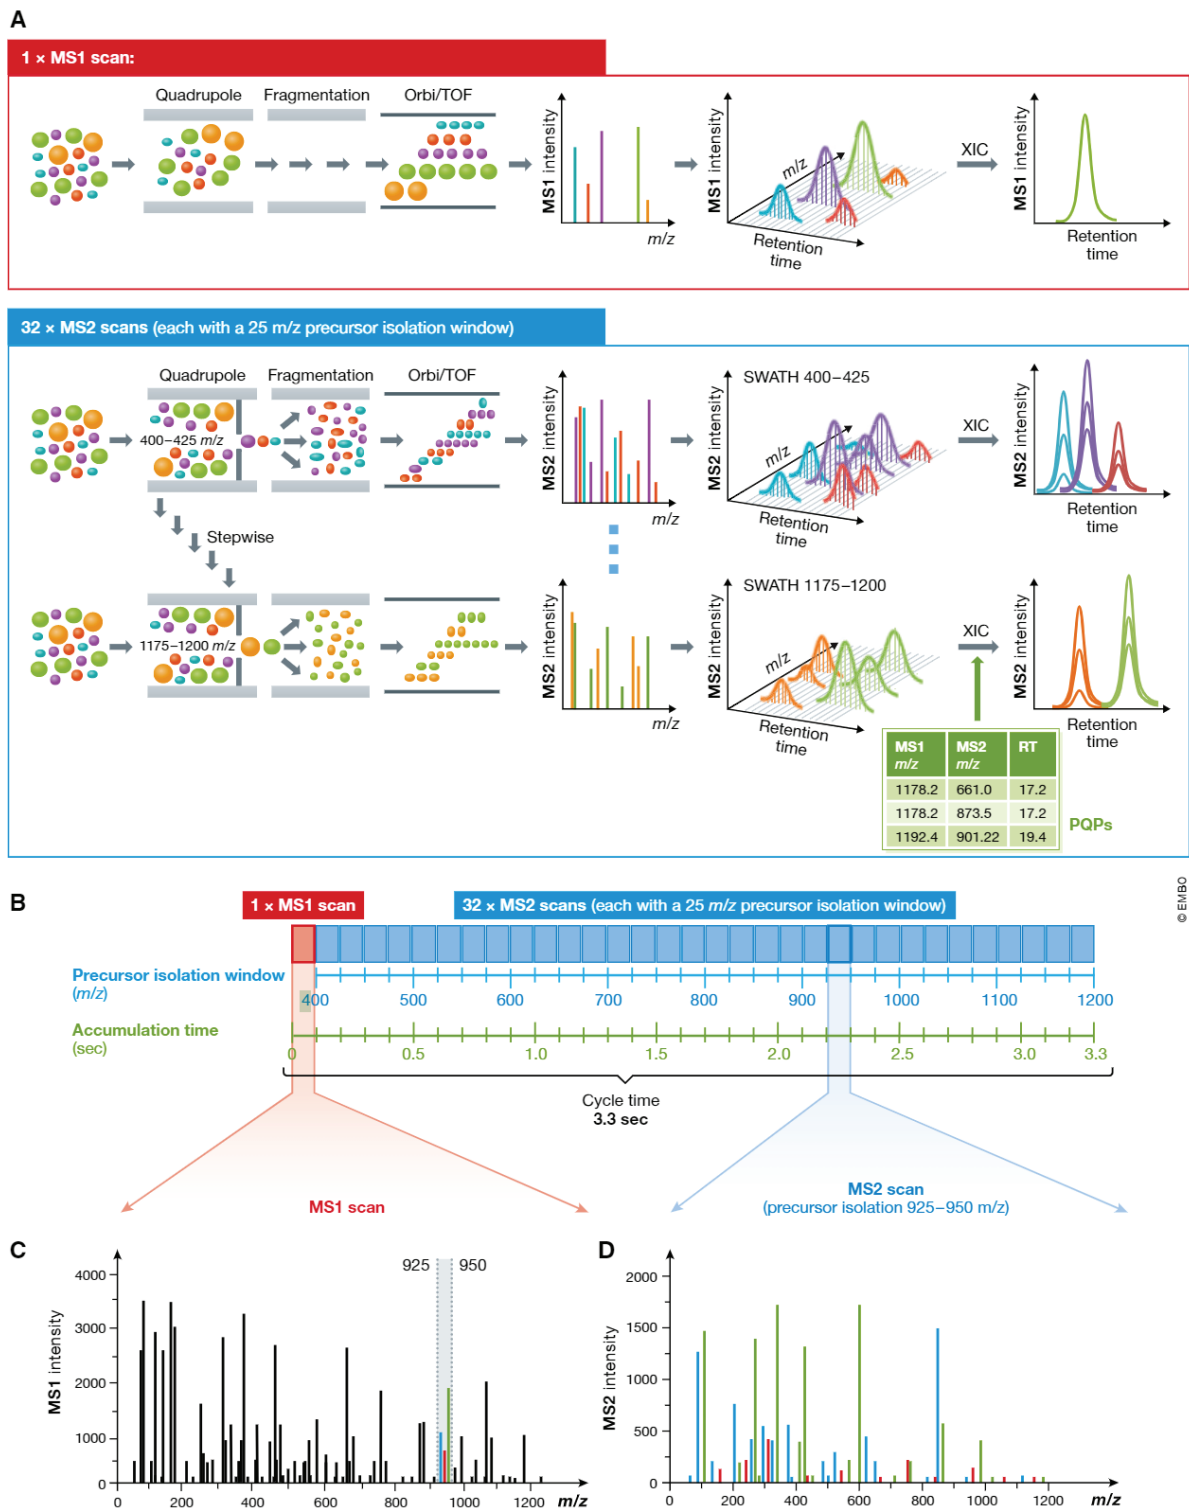 A
1 × MS1 scan:
Quadrupole
Fragmentation
Orbi/TOF
MS1 intensity
m/z
MS1 intensity
m/z
Retention
time
XIC
MS1 intensity
Retention
time
32 × MS2 scans (each with a 25 m/z precursor isolation window)
Quadrupole
Fragmentation
Orbi/TOF
400–425 m/z
MS2 intensity
m/z
SWATH 400–425
MS2 intensity
m/z
Retention
time
XIC
MS2 intensity
Retention
time
Stepwise
1175–1200 m/z
MS2 intensity
m/z
SWATH 1175–1200
MS2 intensity
m/z
Retention
time
XIC
MS2 intensity
Retention
time
MS1 m/z MS2 m/z RT
1178.2 661.0 17.2
1178.2 873.5 17.2
1192.4 901.22 19.4
PQPs
© EMBO
B
1 × MS1 scan
32 × MS2 scans (each with a 25 m/z precursor isolation window)
Precursor isolation window
(m/z)
400 500 600 700 800 900 1000 1100 1200
Accumulation time
(sec)
0 0.5 1.0 1.5 2.0 2.5 3.0 3.3
Cycle time
3.3 sec
MS1 scan
MS2 scan
(precursor isolation 925–950 m/z)
C
MS1 intensity
4000
3000
2000
1000
0
925 950
0 200 400 600 800 1000 1200 m/z
D
MS2 intensity
2000
1500
1000
500
0
0 200 400 600 800 1000 1200 m/z